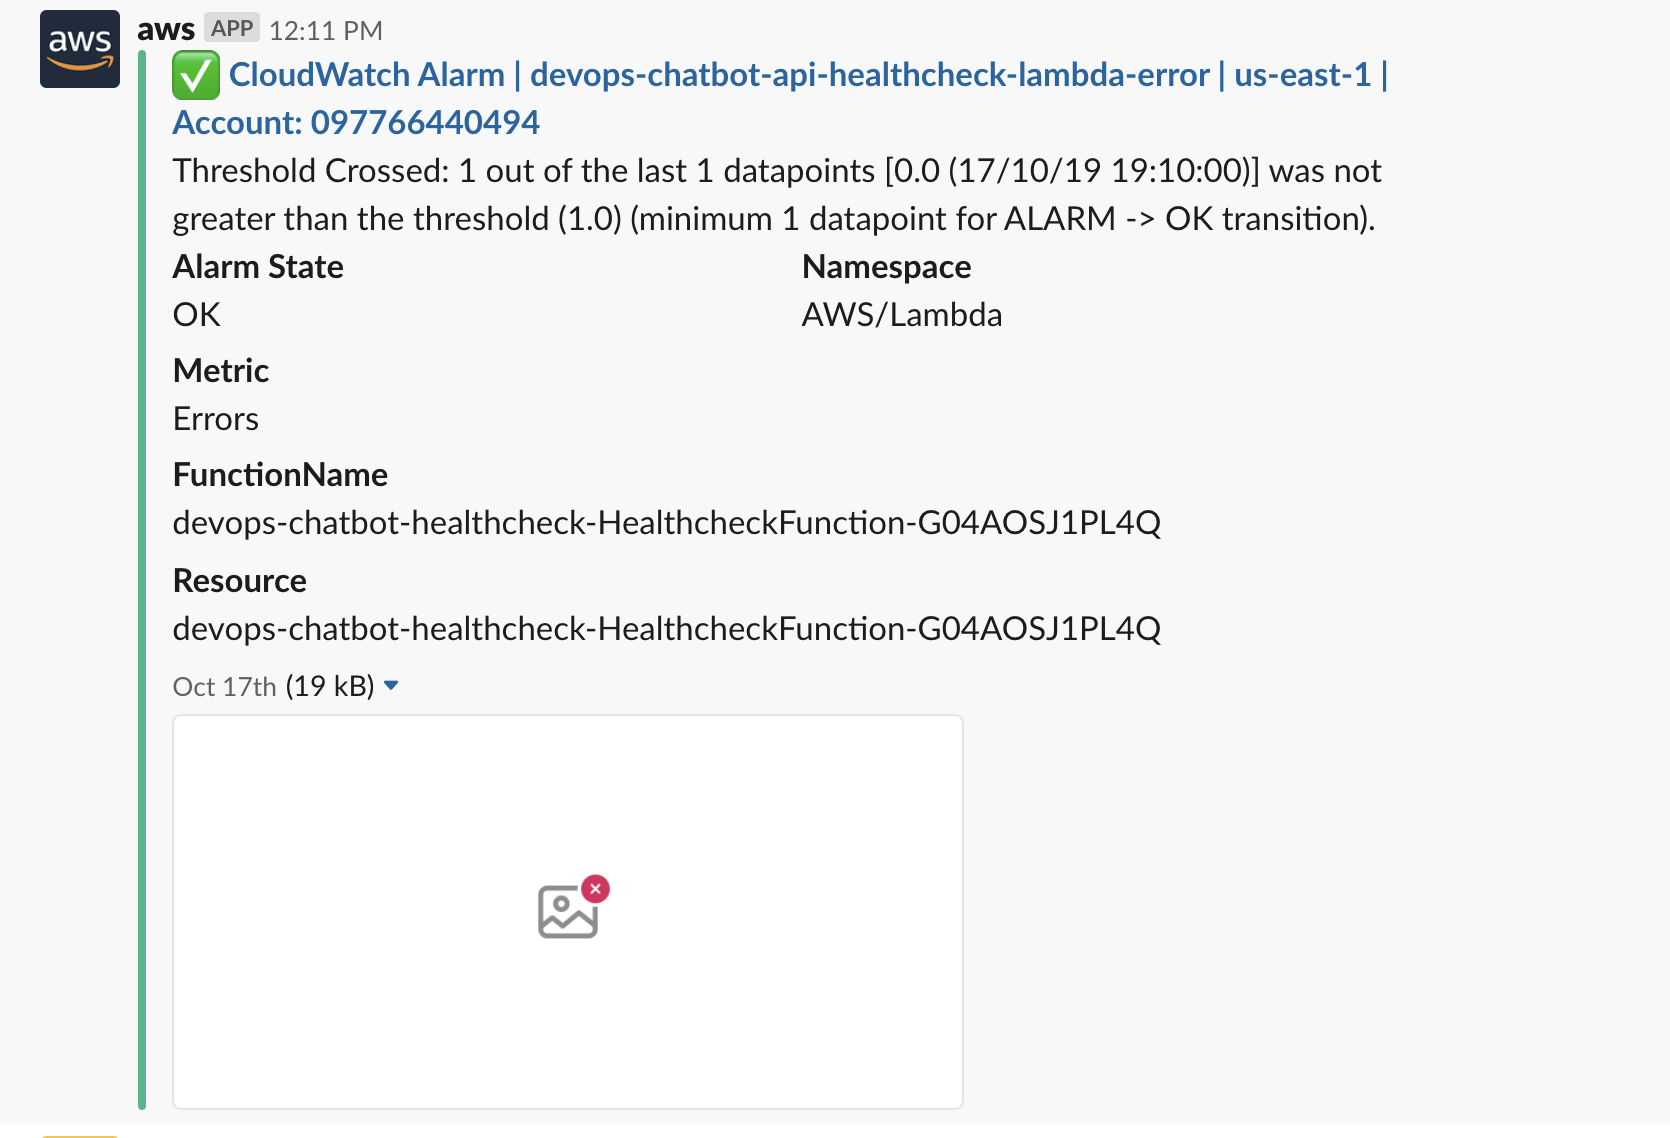 aws
aws APP 12:11 PM
CloudWatch Alarm | devops-chatbot-api-healthcheck-lambda-error | us-east-1 |
Account: 097766440494
Threshold Crossed: 1 out of the last 1 datapoints [0.0 (17/10/19 19:10:00)] was not
greater than the threshold (1.0) (minimum 1 datapoint for ALARM -> OK transition).
Alarm State
OK
Namespace
AWS/Lambda
Metric
Errors
FunctionName
devops-chatbot-healthcheck-HealthcheckFunction-G04AOSJ1PL4Q
Resource
devops-chatbot-healthcheck-HealthcheckFunction-G04AOSJ1PL4Q
Oct 17th (19 kB)